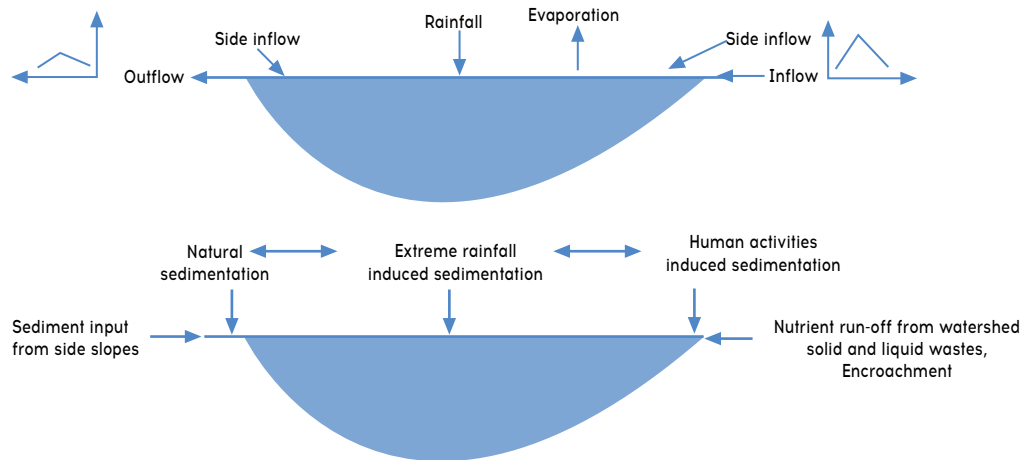 Evaporation
Rainfall
Side inflow
Side inflow
Outflow
Inflow
Natural
sedimentation
Extreme rainfall
induced sedimentation
Human activities
induced sedimentation
Sediment input
from side slopes
Nutrient run-off from watershed
solid and liquid wastes,
Encroachment